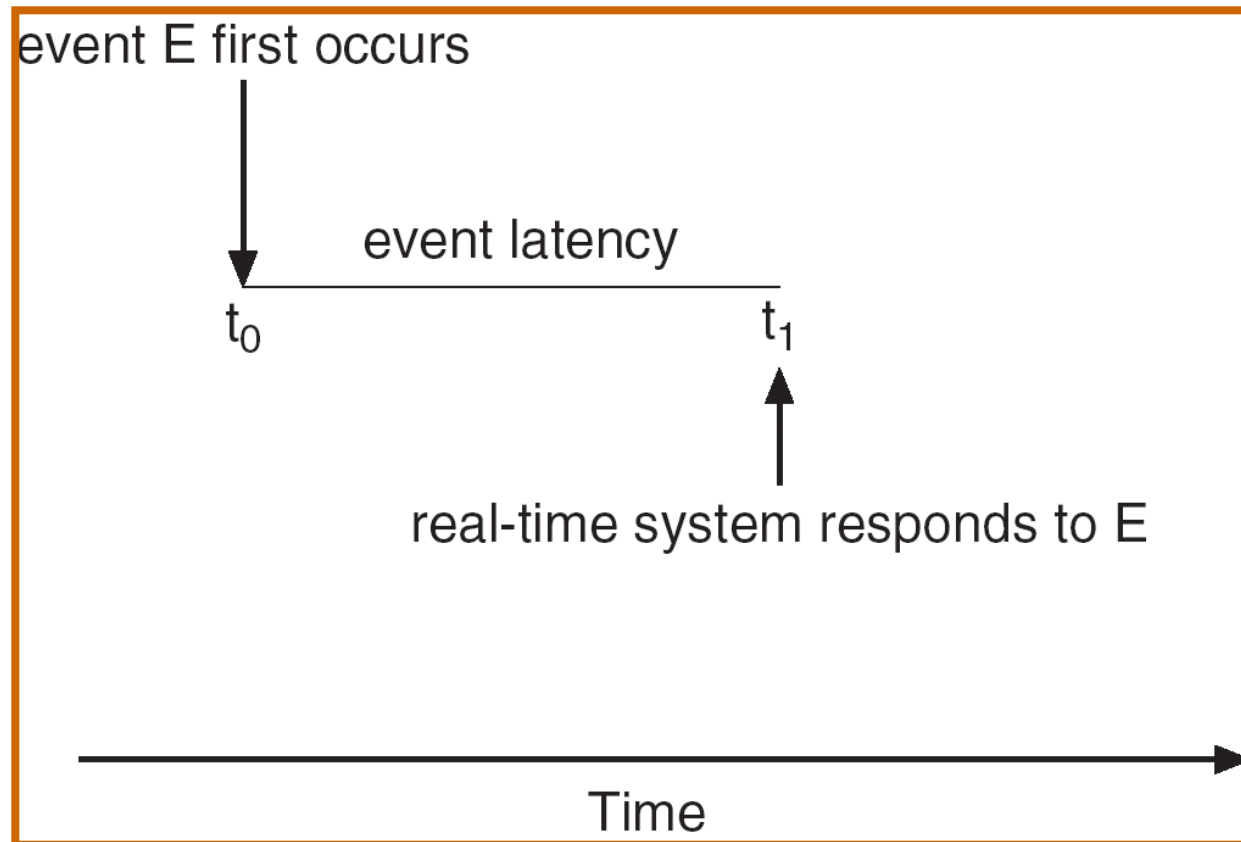 event E first occurs
event latency
t₀
t₁
real-time system responds to E
Time